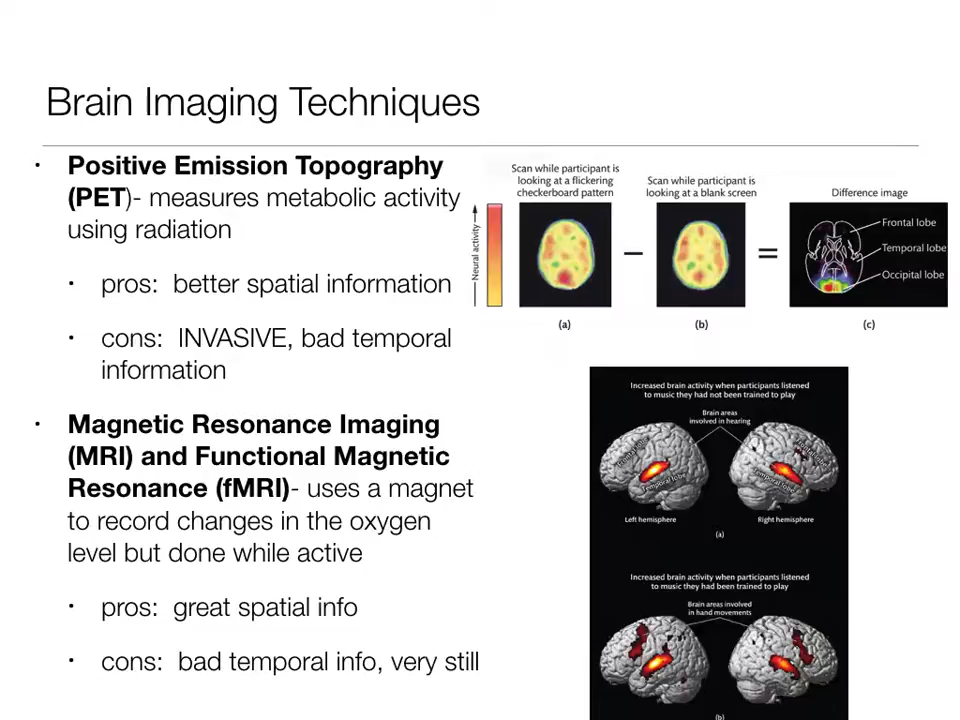 Brain Imaging Techniques
• Positive Emission Topography
(PET)- measures metabolic activity
using radiation
• pros: better spatial information
• cons: INVASIVE, bad temporal
information
• Magnetic Resonance Imaging
(MRI) and Functional Magnetic
Resonance (fMRI)- uses a magnet
to record changes in the oxygen
level but done while active
• pros: great spatial info
• cons: bad temporal info, very still
Scan while participant is
looking at a flickering
checkerboard pattern
Scan while participant is
looking at a blank screen
Difference image
Neural activity
Frontal lobe
Temporal lobe
Occipital lobe
(a)
(b)
(c)
Increased brain activity when participants listened
to music they had not been trained to play
Brain areas
involved in hearing
Frontal lobe
Temporal lobe
Frontal lobe
Temporal lobe
Left hemisphere
Right hemisphere
(a)
Increased brain activity when participants listened
to music they had been trained to play
Brain areas involved
in hand movements
(b)